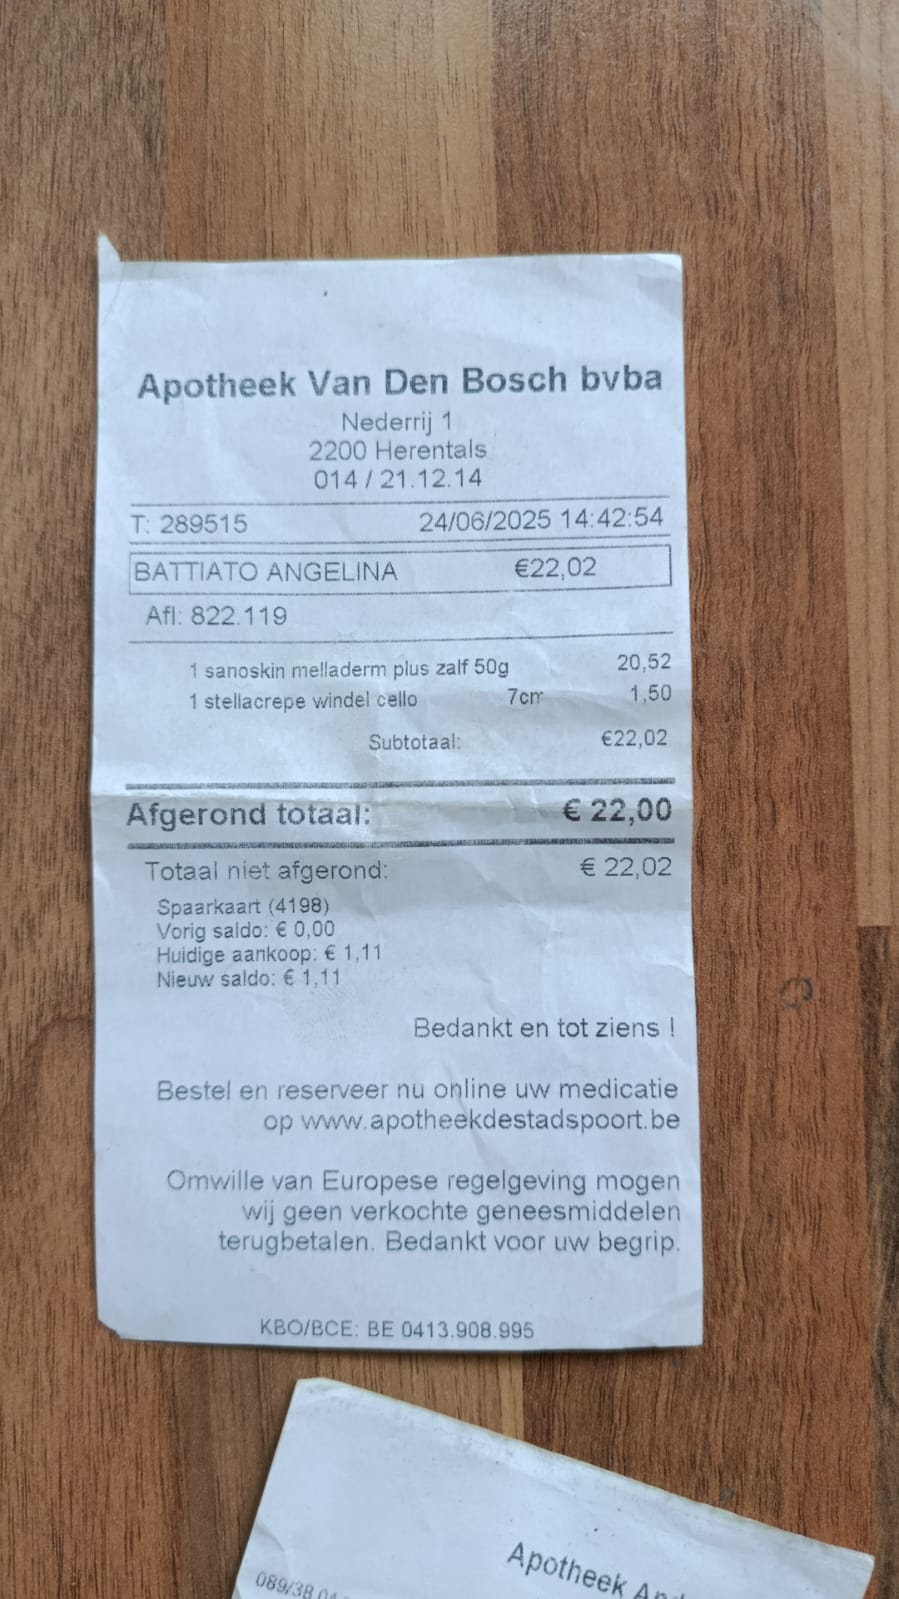 Apotheek Van Den Bosch bvba
Nederrij 1
2200 Herentals
014 / 21.12.14
T: 289515 24/06/2025 14:42:54
BATTIATO ANGELINA €22,02
Afl: 822.119
1 sanoskin melladerm plus zalf 50g 20,52
1 stellacrepe windel cello 7cm 1,50
Subtotaal: €22,02
Afgerond totaal: € 22,00
Totaal niet afgerond: € 22,02
Spaarkaart (4198)
Vorig saldo: € 0,00
Huidige aankoop: € 1,11
Nieuw saldo: € 1,11
Bedankt en tot ziens !
Bestel en reserveer nu online uw medicatie
op www.apotheekdestadspoort.be
Omwille van Europese regelgeving mogen
wij geen verkochte geneesmiddelen
terugbetalen. Bedankt voor uw begrip.
KBO/BCE: BE 0413.908.995
Apotheek
089/38